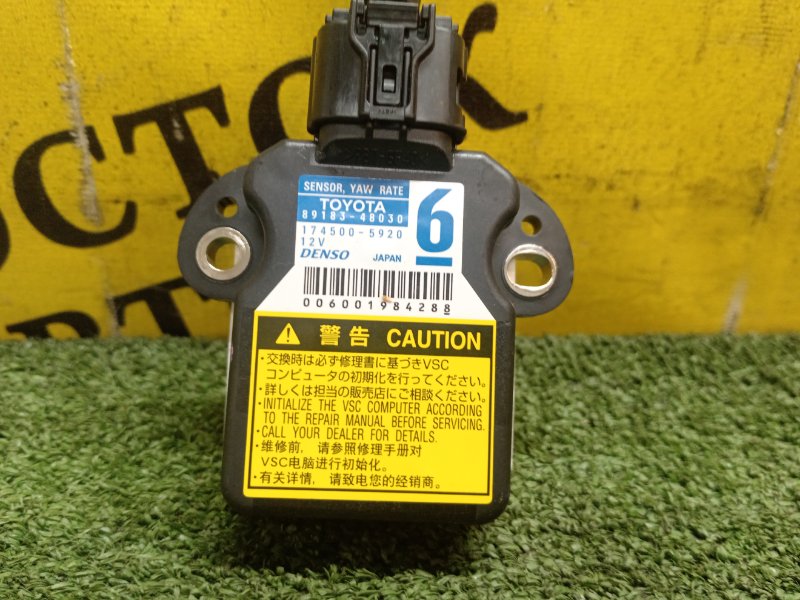 SENSOR, YAW RATE
TOYOTA
89183-48030
174500-5920
12V
DENSO JAPAN
6
006001984288
警告 CAUTION
・交換時は必ず修理書に基づきVSC
コンピュータの初期化を行ってください。
・詳しくは担当の販売店にご相談ください。
・INITIALIZE THE VSC COMPUTER ACCORDING
TO THE REPAIR MANUAL BEFORE SERVICING.
・CALL YOUR DEALER FOR DETAILS.
・维修前，请参照修理手册对
VSC电脑进行初始化。
・有关详情，请致电您的经销商。